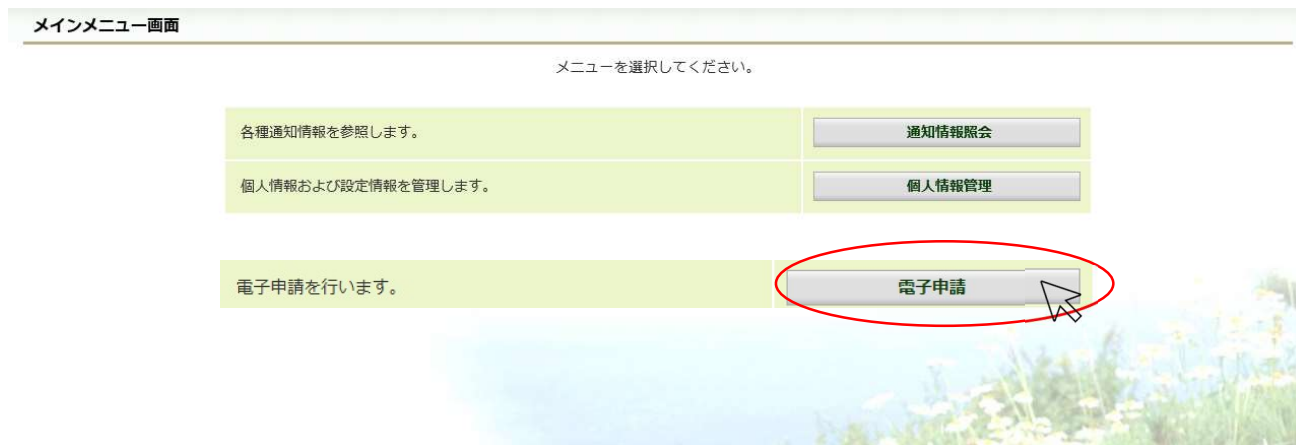 メインメニュー画面
メニューを選択してください。
各種通知情報を参照します。 通知情報照会
個人情報および設定情報を管理します。 個人情報管理
電子申請を行います。 電子申請